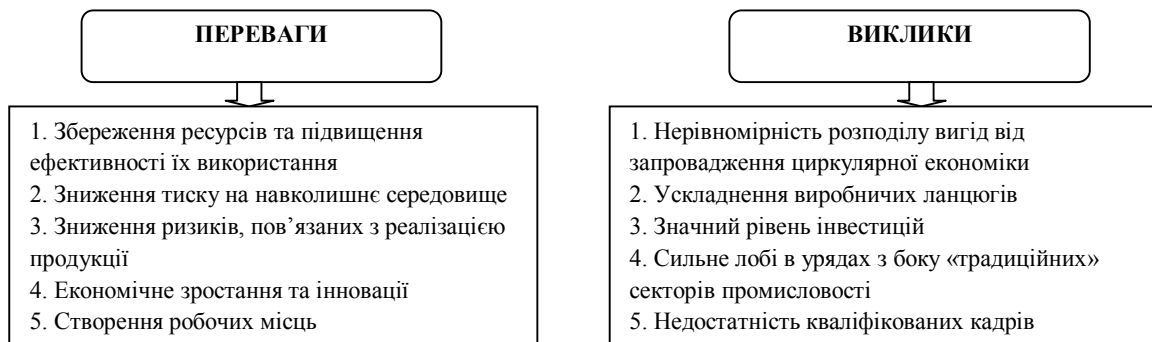 ПЕРЕВАГИ
1. Збереження ресурсів та підвищення
ефективності їх використання
2. Зниження тиску на навколишнє середовище
3. Зниження ризиків, пов’язаних з реалізацією
продукції
4. Економічне зростання та інновації
5. Створення робочих місць
ВИКЛИКИ
1. Нерівномірність розподілу вигід від
запровадження циркулярної економіки
2. Ускладнення виробничих ланцюгів
3. Значний рівень інвестицій
4. Сильне лобі в урядах з боку «традиційних»
секторів промисловості
5. Недостатність кваліфікованих кадрів